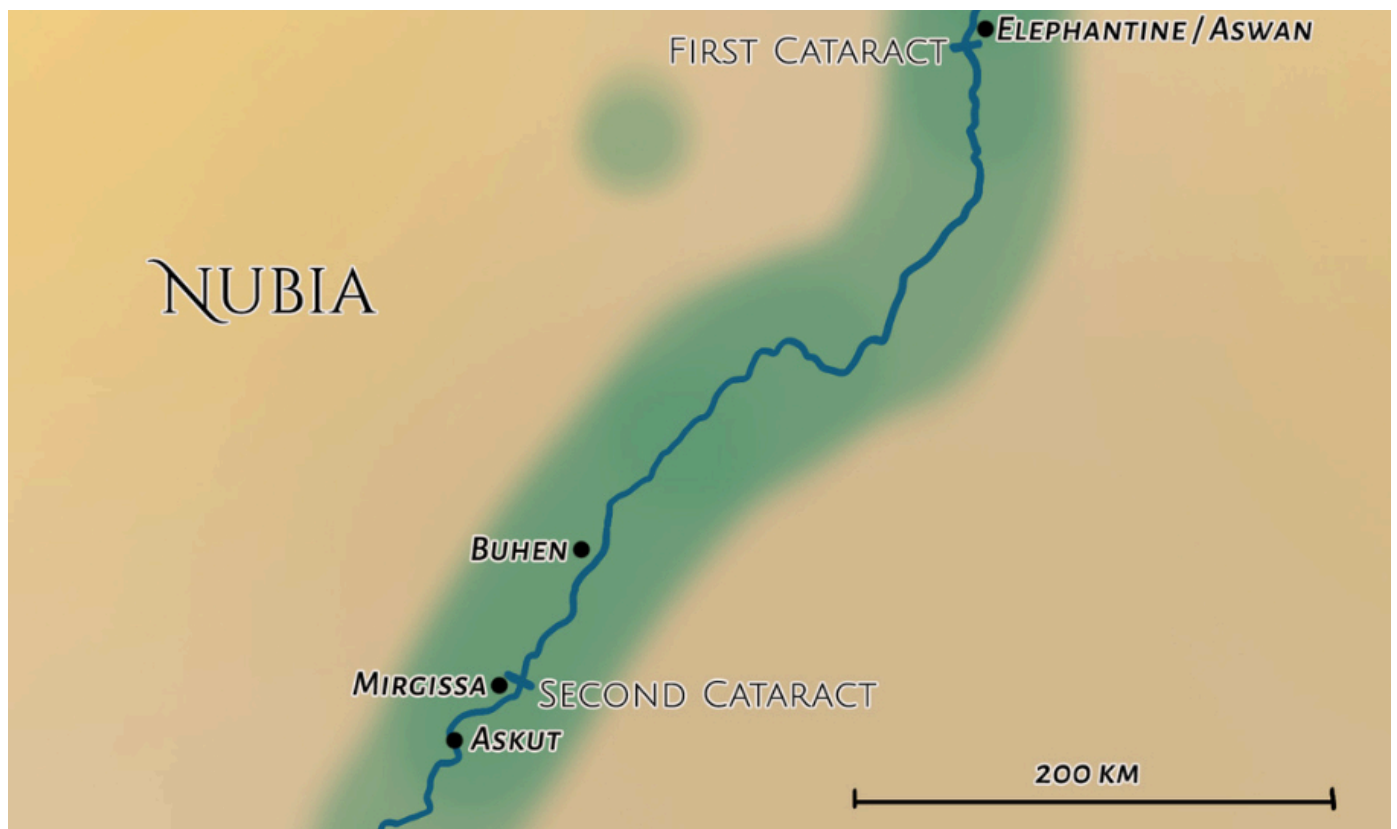 Elephantine / Aswan
First Cataract
Nubia
Buhen
Mirgissa
Second Cataract
Askut
200 km